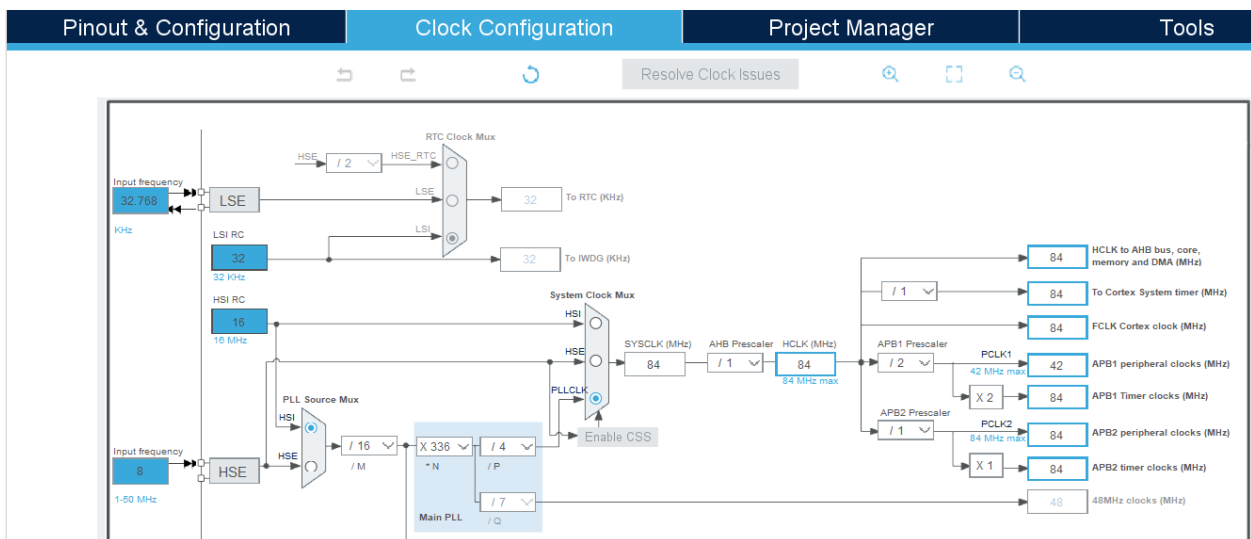 Pinout & Configuration
Clock Configuration
Project Manager
Tools
Resolve Clock Issues
RTC Clock Mux
HSE
/ 2
HSE_RTC
Input frequency
32.768
KHz
LSE
LSE
32
To RTC (KHz)
LSI RC
LSI
32
32 KHz
32
To IWDG (KHz)
HSI RC
16
16 MHz
System Clock Mux
HSI
HSE
PLLCLK
Enable CSS
SYSCLK (MHz)
84
AHB Prescaler
/ 1
HCLK (MHz)
84
84 MHz max
84
HCLK to AHB bus, core,
memory and DMA (MHz)
/ 1
84
To Cortex System timer (MHz)
84
FCLK Cortex clock (MHz)
APB1 Prescaler
/ 2
PCLK1
42 MHz max
42
APB1 peripheral clocks (MHz)
X 2
84
APB1 Timer clocks (MHz)
APB2 Prescaler
/ 1
PCLK2
84 MHz max
84
APB2 peripheral clocks (MHz)
X 1
84
APB2 timer clocks (MHz)
PLL Source Mux
HSI
HSE
Input frequency
8
1-50 MHz
HSE
/ 16
/ M
X 336
* N
/ 4
/ P
/ 7
/ Q
Main PLL
48
48MHz clocks (MHz)